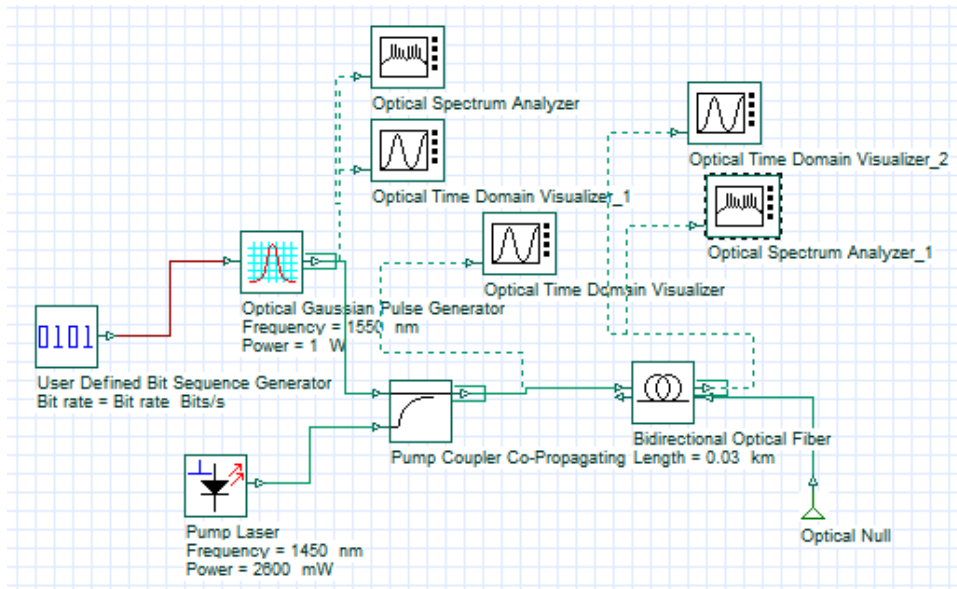 Optical Spectrum Analyzer
Optical Time Domain Visualizer_1
Optical Time Domain Visualizer_2
Optical Spectrum Analyzer_1
Optical Time Domain Visualizer
Optical Gaussian Pulse Generator
Frequency = 1550 nm
Power = 1 W
0101
User Defined Bit Sequence Generator
Bit rate = Bit rate Bits/s
Pump Coupler Co-Propagating
Bidirectional Optical Fiber
Length = 0.03 km
Pump Laser
Frequency = 1450 nm
Power = 2600 mW
Optical Null